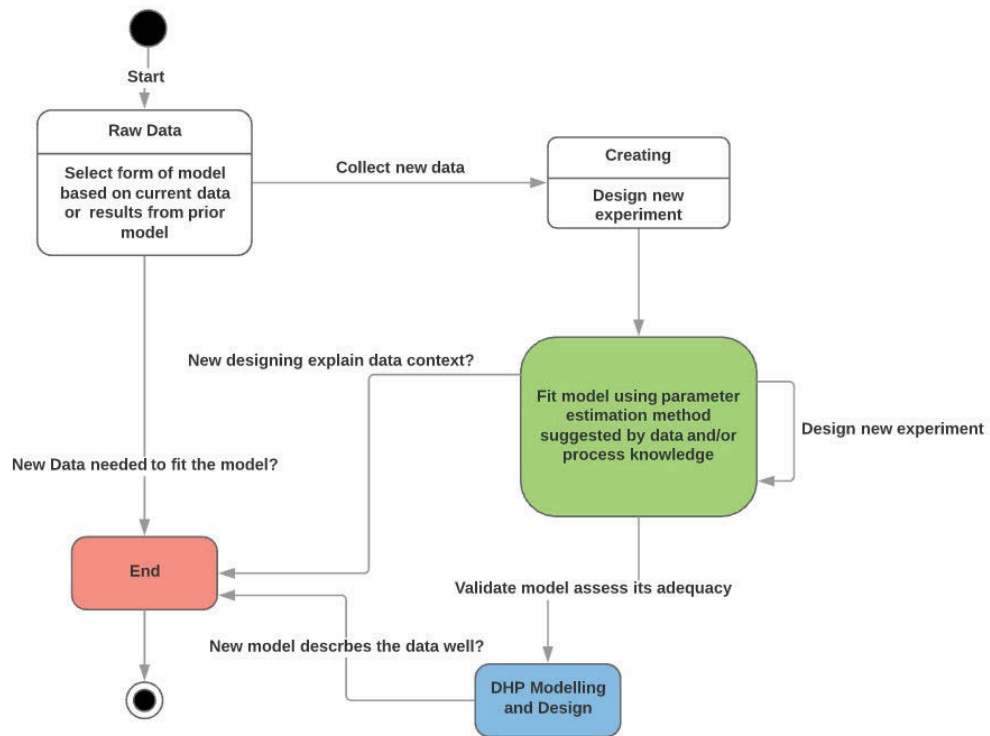 Start
Raw Data
Select form of model
based on current data
or results from prior
model
Collect new data
Creating
Design new
experiment
New designing explain data context?
Fit model using parameter
estimation method
suggested by data and/or
process knowledge
Design new experiment
New Data needed to fit the model?
End
Validate model assess its adequacy
New model descrbes the data well?
DHP Modelling
and Design